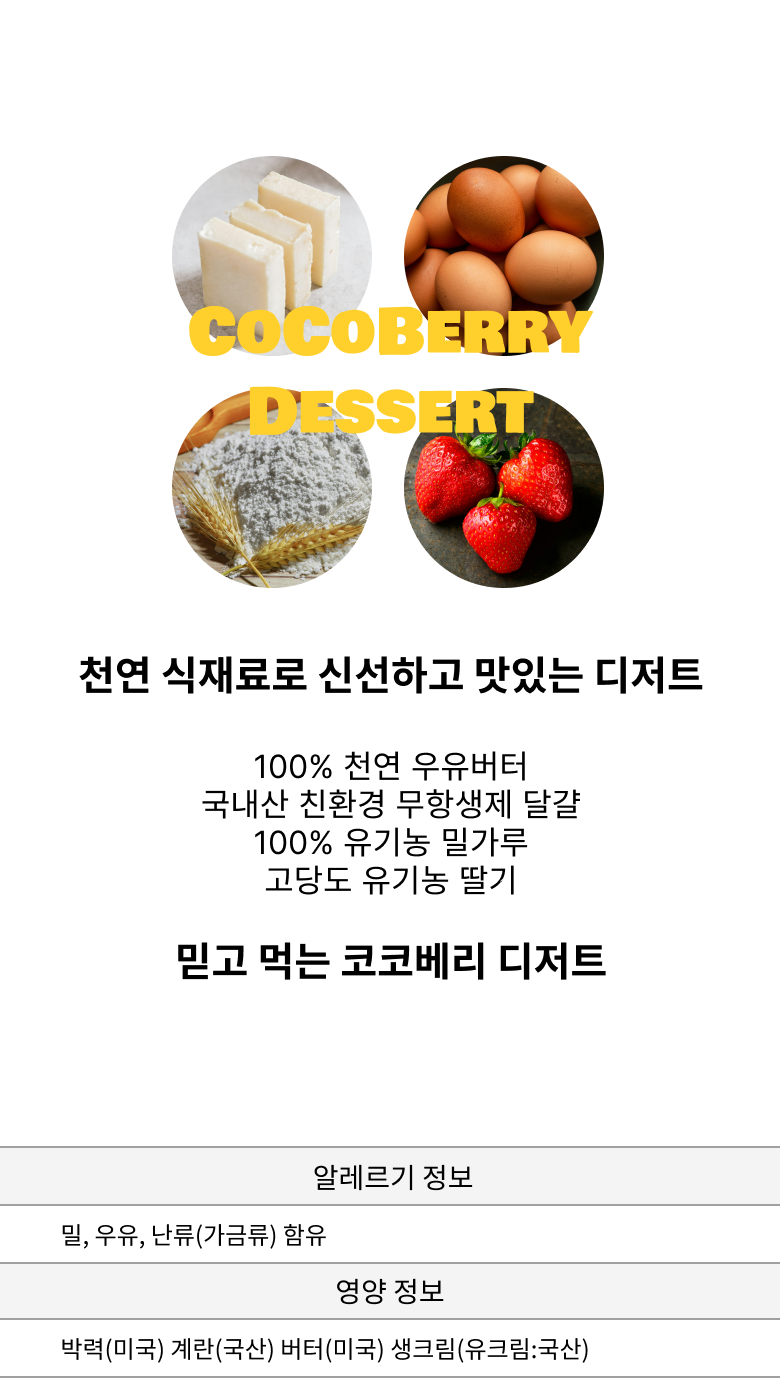 CoCoBerry
Dessert
천연 식재료로 신선하고 맛있는 디저트
100% 천연 우유버터
국내산 친환경 무항생제 달걀
100% 유기농 밀가루
고당도 유기농 딸기
믿고 먹는 코코베리 디저트
알레르기 정보
밀, 우유, 난류(가금류) 함유
영양 정보
박력(미국) 계란(국산) 버터(미국) 생크림(유크림:국산)